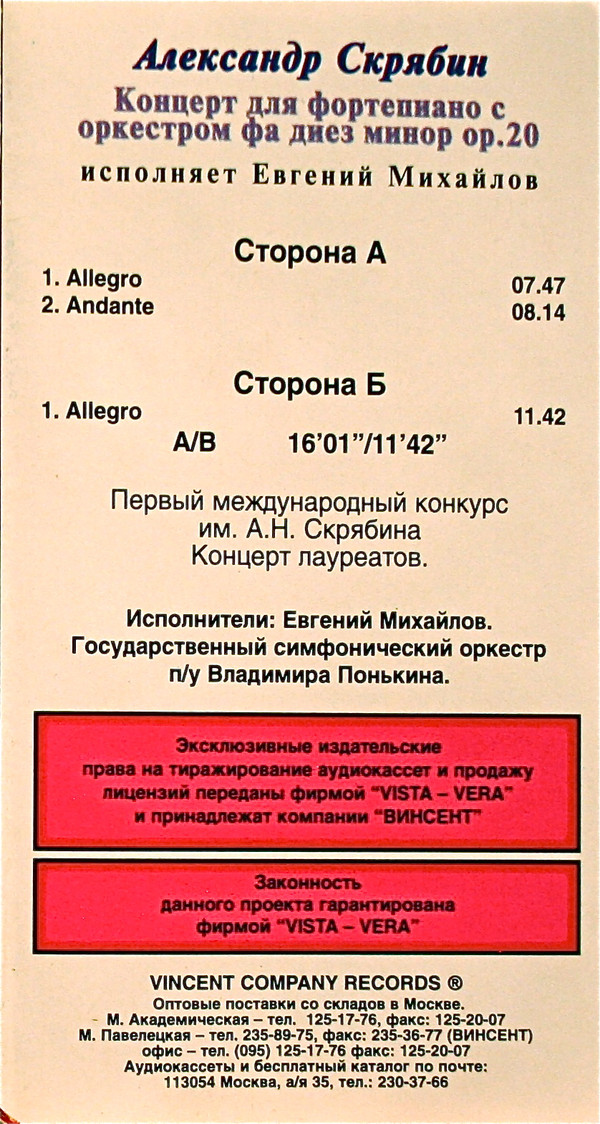 Александр Скрябин
Концерт для фортепиано с
оркестром фа диез минор ор.20
исполняет Евгений Михайлов
Сторона А
1. Allegro 07.47
2. Andante 08.14
Сторона Б
1. Allegro 11.42
А/В 16’01”/11’42”
Первый международный конкурс
им. А.Н. Скрябина
Концерт лауреатов.
Исполнители: Евгений Михайлов.
Государственный симфонический оркестр
п/у Владимира Понькина.
Эксклюзивные издательские
права на тиражирование аудиокассет и продажу
лицензий переданы фирмой “VISTA – VERA”
и принадлежат компании “ВИНСЕНТ”
Законность
данного проекта гарантирована
фирмой “VISTA – VERA”
VINCENT COMPANY RECORDS ®
Оптовые поставки со складов в Москве.
М. Академическая – тел. 125-17-76, факс: 125-20-07
М. Павелецкая – тел. 235-89-75, факс: 235-36-77 (ВИНСЕНТ)
офис – тел. (095) 125-17-76 факс: 125-20-07
Аудиокассеты и бесплатный каталог по почте:
113054 Москва, а/я 35, тел.: 230-37-66